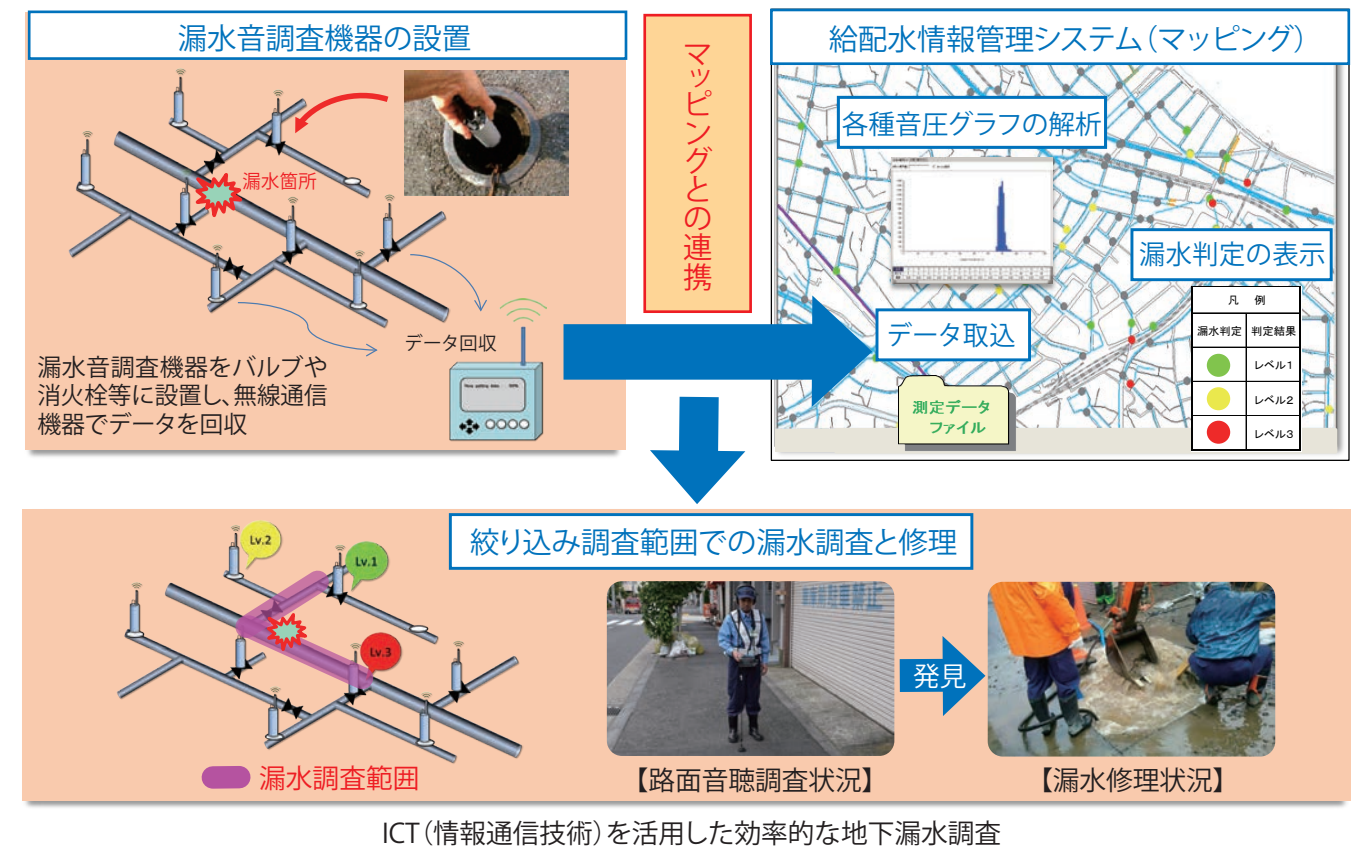 漏水音調査機器の設置
漏水箇所
データ回収
漏水音調査機器をバルブや
消火栓等に設置し、無線通信
機器でデータを回収
マッピングとの連携
給配水情報管理システム（マッピング）
各種音圧グラフの解析
漏水判定の表示
データ取込
測定データ
ファイル
凡 例
漏水判定 判定結果
レベル1
レベル2
レベル3
絞り込み調査範囲での漏水調査と修理
Lv.2
Lv.1
Lv.3
漏水調査範囲
発見
【路面音聴調査状況】
【漏水修理状況】
ICT（情報通信技術）を活用した効率的な地下漏水調査